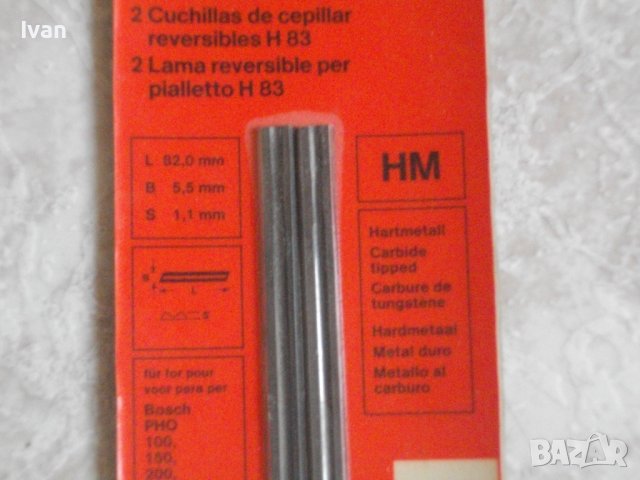 Ivan
2 Cuchillas de cepillar
reversibles H 83
2 Lama reversible per
pialletto H 83
L 82,0 mm
B 5,5 mm
S 1,1 mm
HM
Hartmetall
Carbide
tipped
Carbure de
tungstène
Hardmetaal
Metal duro
Metallo al
carburo
B
L
S
für for pour
voor para per
Bosch
PHO
100,
150,
200,
BAZAR.bg